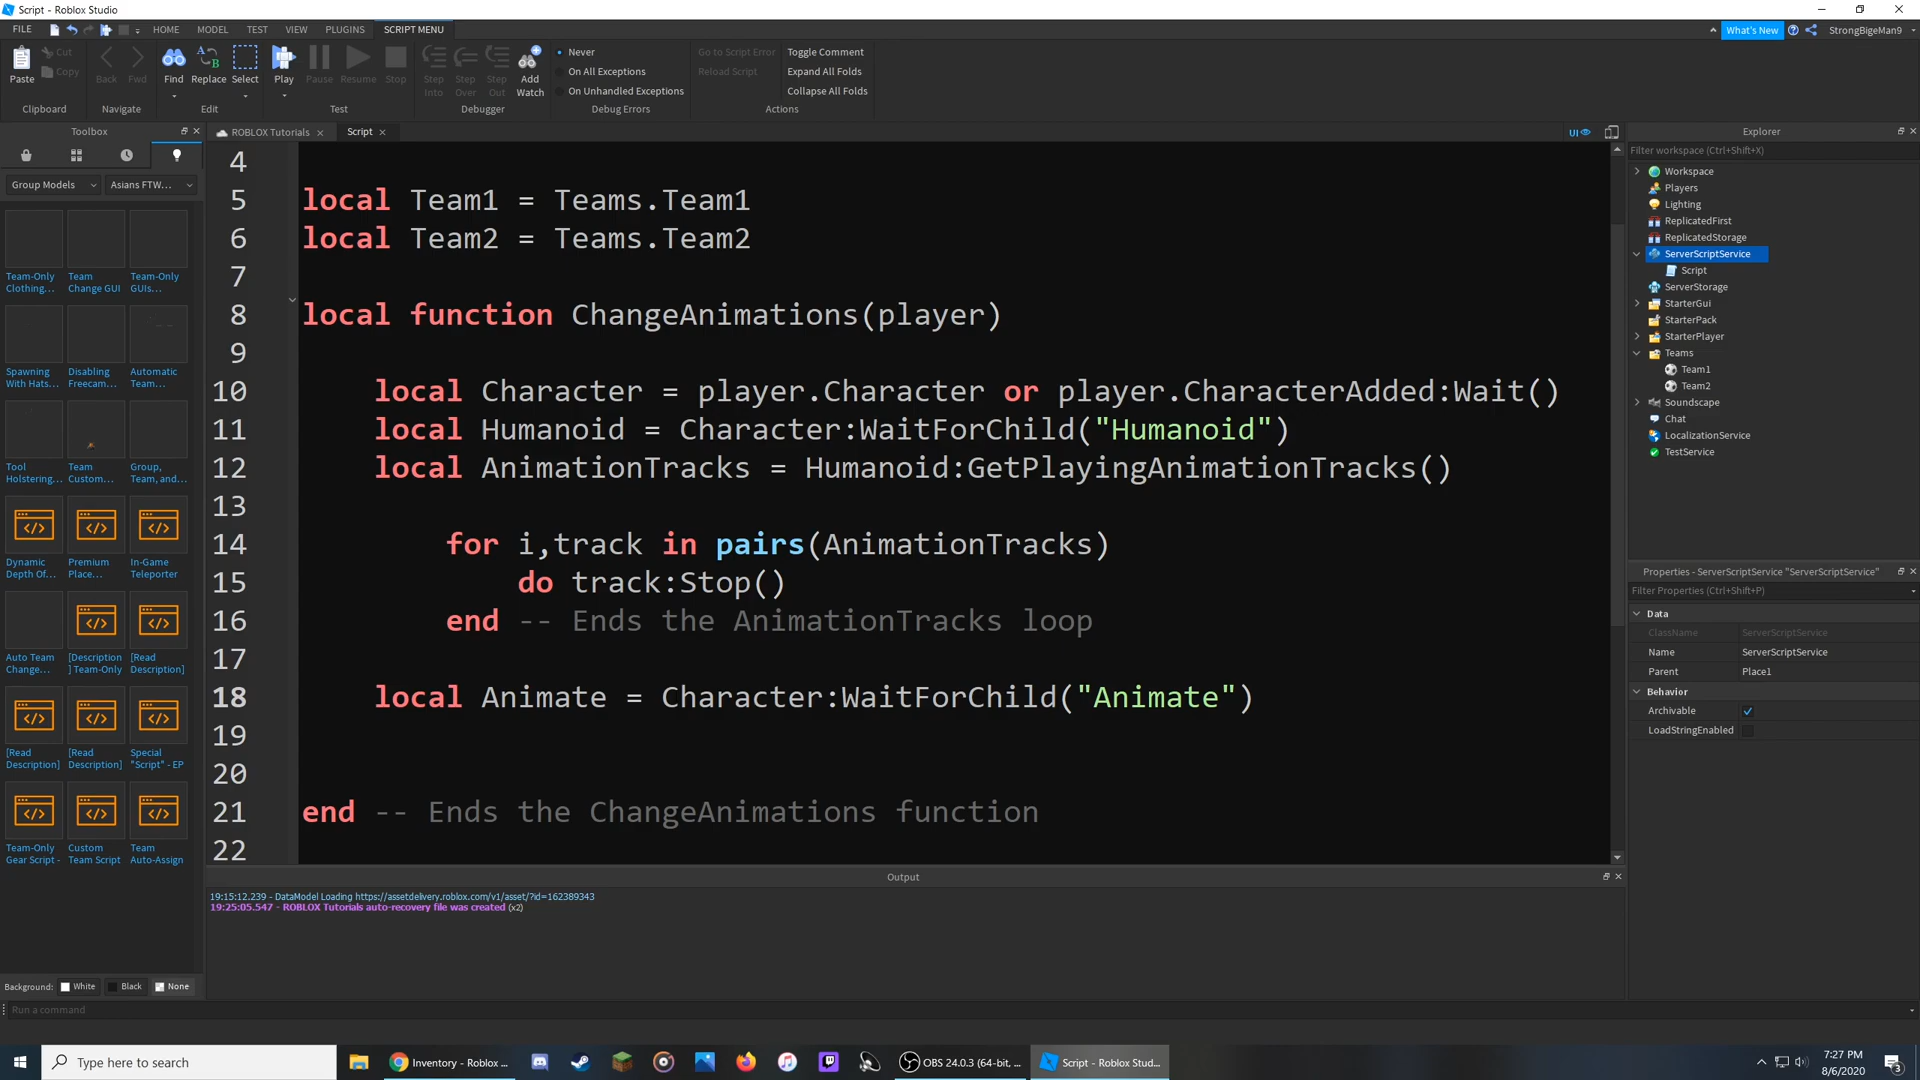 Script - Roblox Studio
FILE HOME MODEL TEST VIEW PLUGINS SCRIPT MENU What's New StrongBigeMan9
Paste Cut Copy
Clipboard
Back Fwd
Navigate
Find Replace Select
Edit
Play Pause Resume Stop
Test
Step Into Step Over Step Out Add Watch
Debugger
Never
On All Exceptions
On Unhandled Exceptions
Debug Errors
Go to Script Error
Reload Script
Toggle Comment
Expand All Folds
Collapse All Folds
Actions
Toolbox
Group Models Asians FTW...
Team-Only Clothing... Team Change GUI Team-Only GUIs...
Spawning With Hats... Disabling Freecam... Automatic Team...
Tool Holstering... Team Custom... Group, Team, and...
Dynamic Depth Of... Premium Place... In-Game Teleporter
Auto Team Change... [Description] Team-Only [Read Description]
[Read Description] [Read Description] Special "Script" - EP
Team-Only Gear Script - Custom Team Script Team Auto-Assign
Background: White Black None
ROBLOX Tutorials Script UI
4
5 local Team1 = Teams.Team1
6 local Team2 = Teams.Team2
7
8 local function ChangeAnimations(player)
9
10 local Character = player.Character or player.CharacterAdded:Wait()
11 local Humanoid = Character:WaitForChild("Humanoid")
12 local AnimationTracks = Humanoid:GetPlayingAnimationTracks()
13
14 for i,track in pairs(AnimationTracks)
15 do track:Stop()
16 end -- Ends the AnimationTracks loop
17
18 local Animate = Character:WaitForChild("Animate")
19
20
21 end -- Ends the ChangeAnimations function
22
Output
19:15:12.239 - DataModel Loading https://assetdelivery.roblox.com/v1/asset/?id=162389343
19:25:05.547 - ROBLOX Tutorials auto-recovery file was created (x2)
Explorer
Filter workspace (Ctrl+Shift+X)
Workspace
Players
Lighting
ReplicatedFirst
ReplicatedStorage
ServerScriptService
Script
ServerStorage
StarterGui
StarterPack
StarterPlayer
Teams
Team1
Team2
Soundscape
Chat
LocalizationService
TestService
Properties - ServerScriptService "ServerScriptService"
Filter Properties (Ctrl+Shift+P)
Data
ClassName ServerScriptService
Name ServerScriptService
Parent Place1
Behavior
Archivable
LoadStringEnabled
Run a command
Type here to search
Inventory - Roblox ...
OBS 24.0.3 (64-bit, ...
Script - Roblox Stud...
7:27 PM
8/6/2020
3